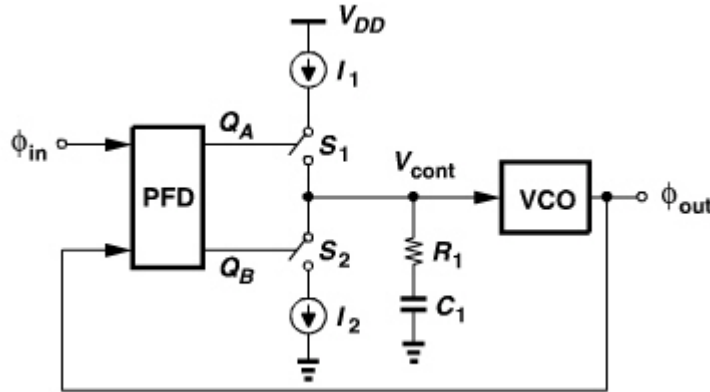 V_DD
I_1
ϕ_in
Q_A
S_1
V_cont
PFD
VCO
ϕ_out
Q_B
S_2
R_1
C_1
I_2